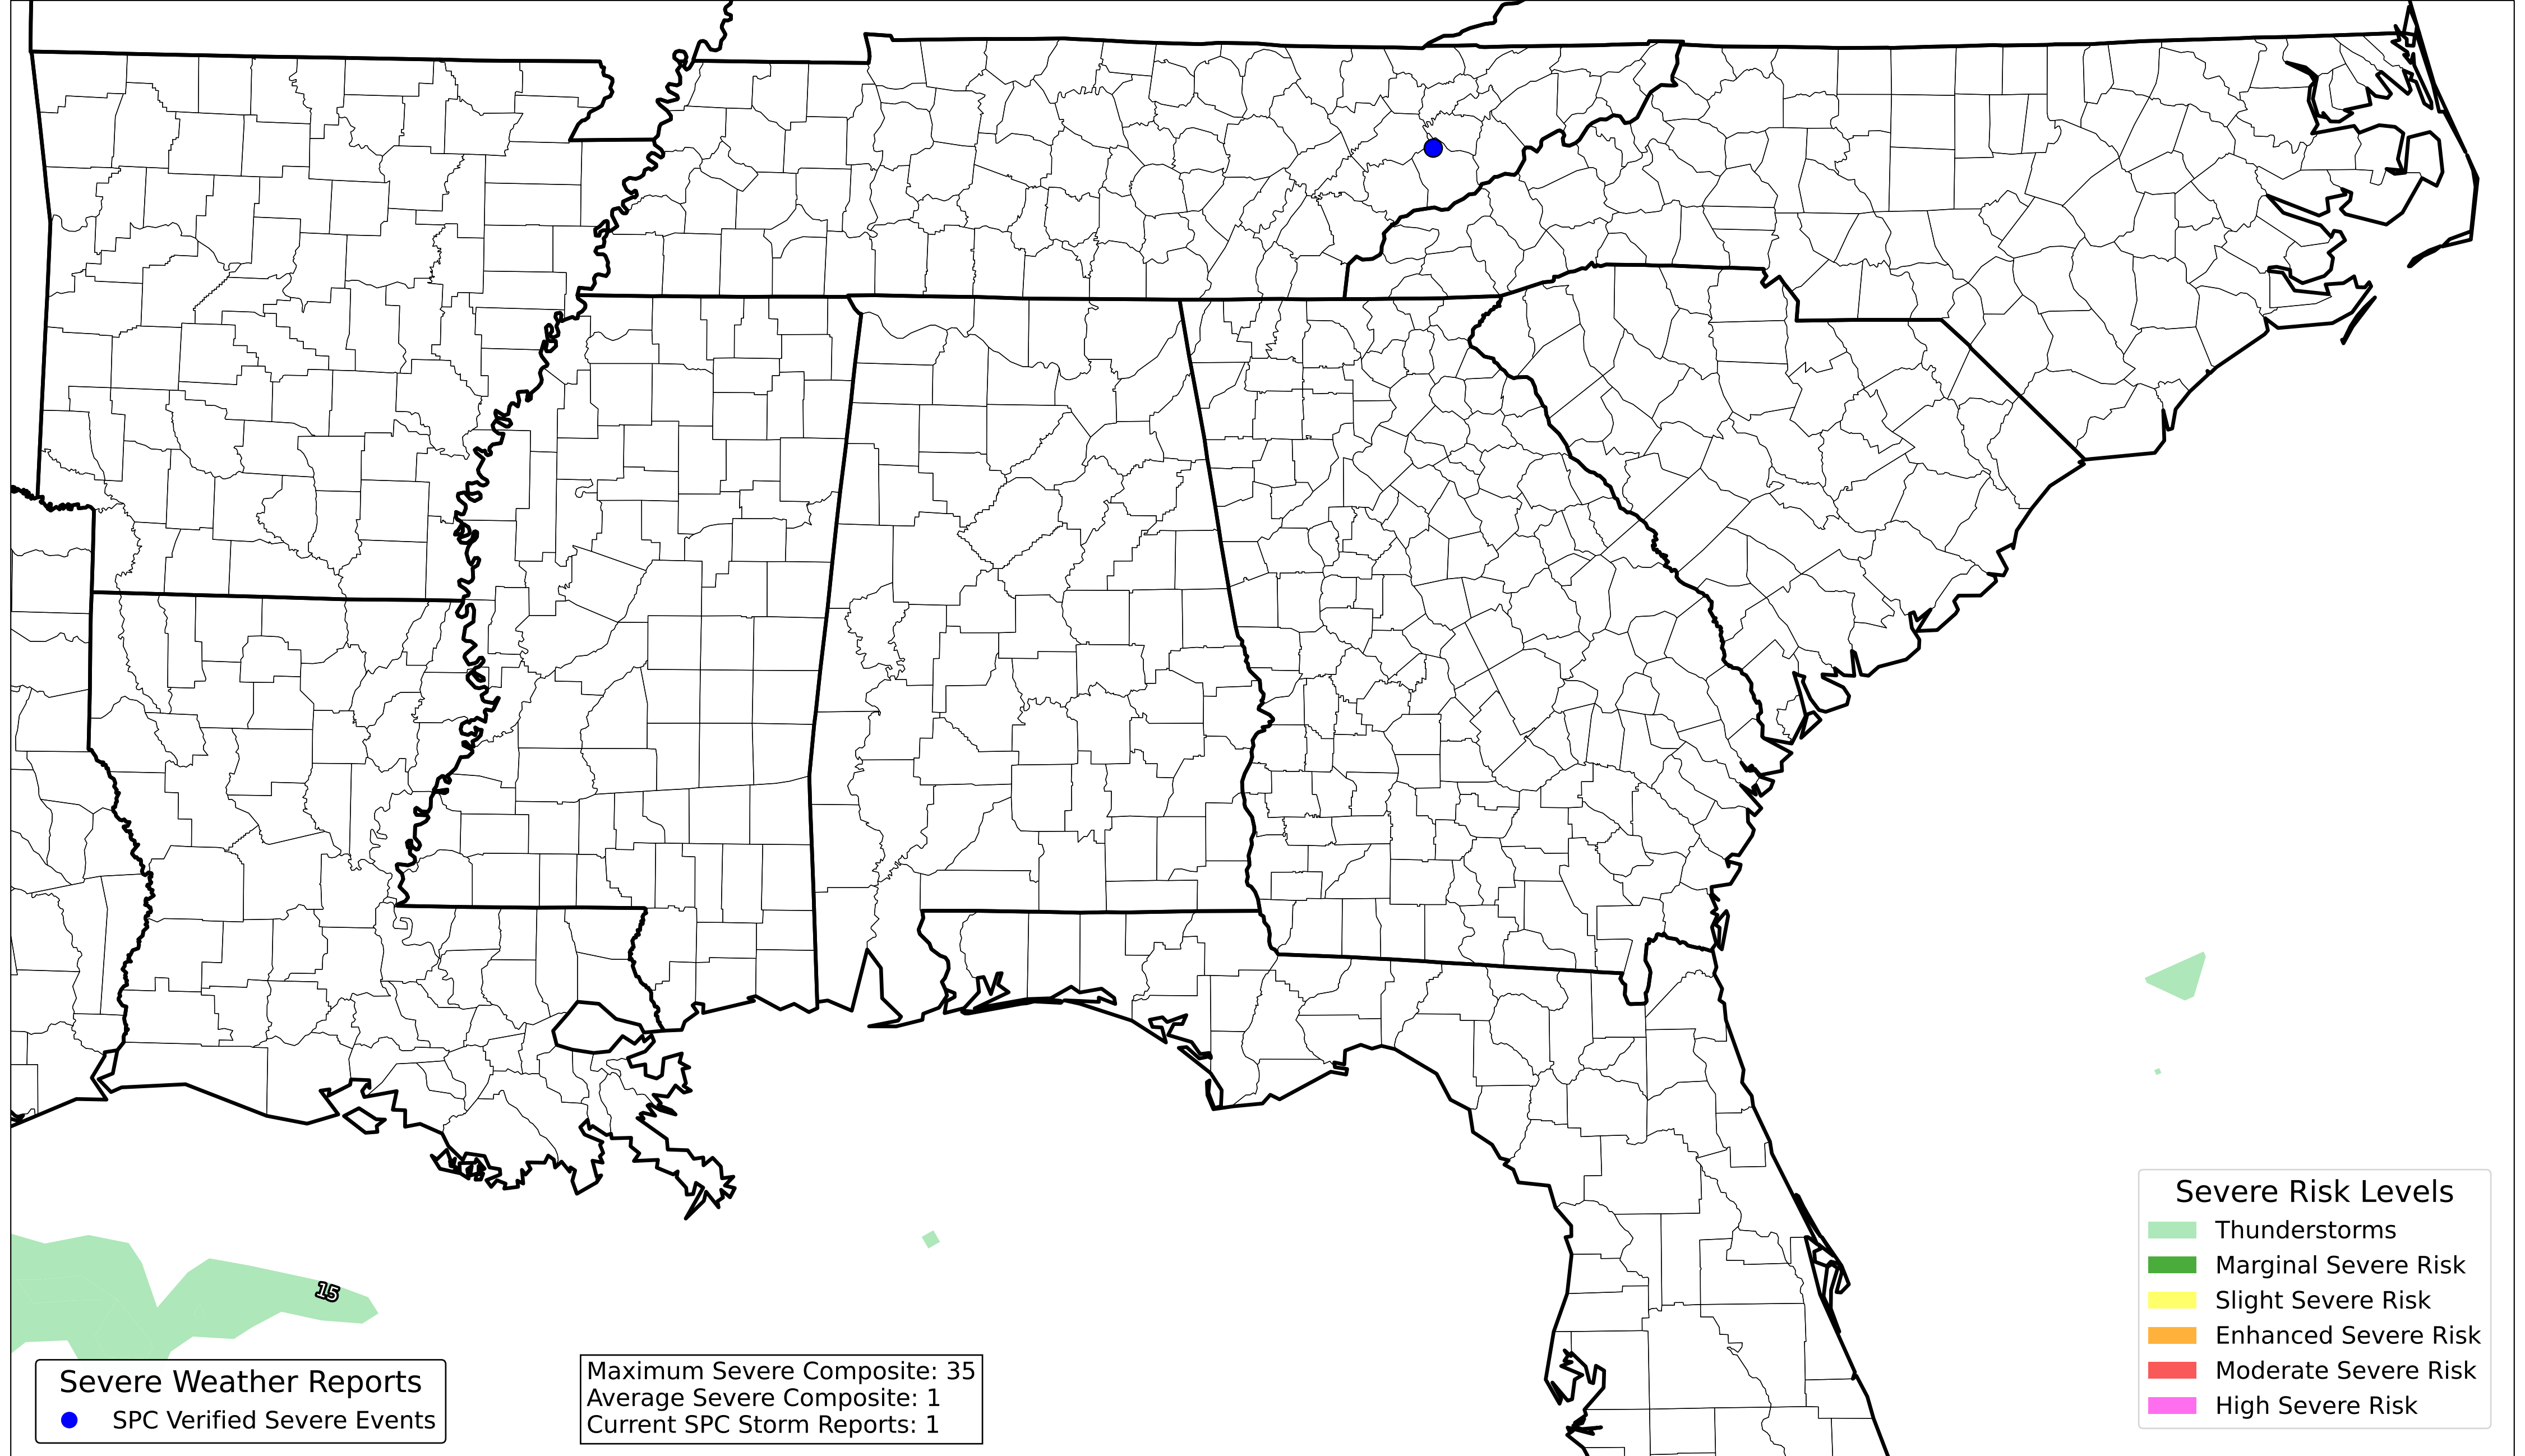 15
Severe Weather Reports
SPC Verified Severe Events
Maximum Severe Composite: 35
Average Severe Composite: 1
Current SPC Storm Reports: 1
Severe Risk Levels
Thunderstorms
Marginal Severe Risk
Slight Severe Risk
Enhanced Severe Risk
Moderate Severe Risk
High Severe Risk